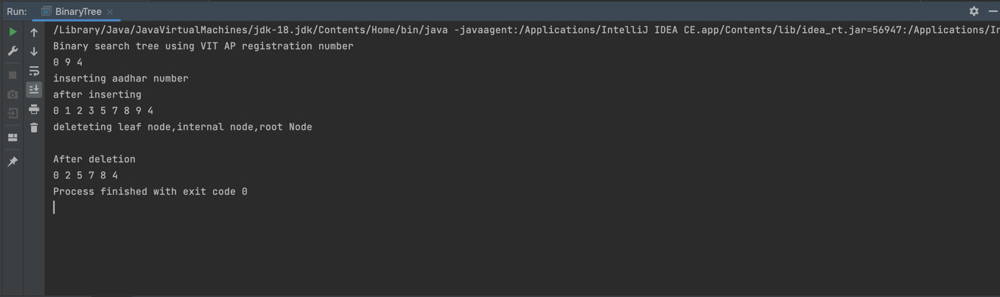 Run: BinaryTree
/Library/Java/JavaVirtualMachines/jdk-18.jdk/Contents/Home/bin/java -javaagent:/Applications/IntelliJ IDEA CE.app/Contents/lib/idea_rt.jar=56947:/Applications/In
Binary search tree using VIT AP registration number
0 9 4
inserting aadhar number
after inserting
0 1 2 3 5 7 8 9 4
deleteting leaf node,internal node,root Node
After deletion
0 2 5 7 8 4
Process finished with exit code 0